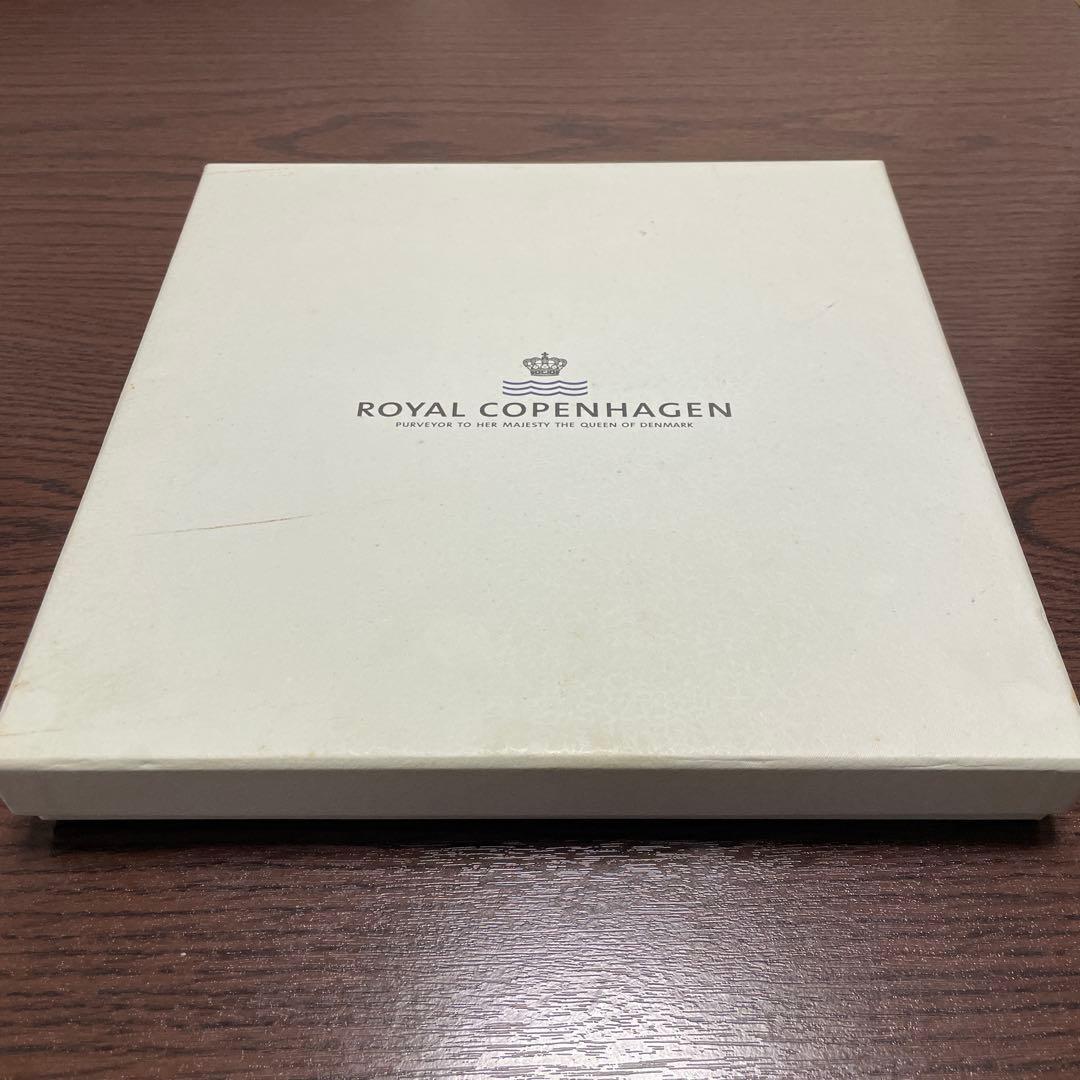 ROYAL COPENHAGEN
PURVEYOR TO HER MAJESTY THE QUEEN OF DENMARK